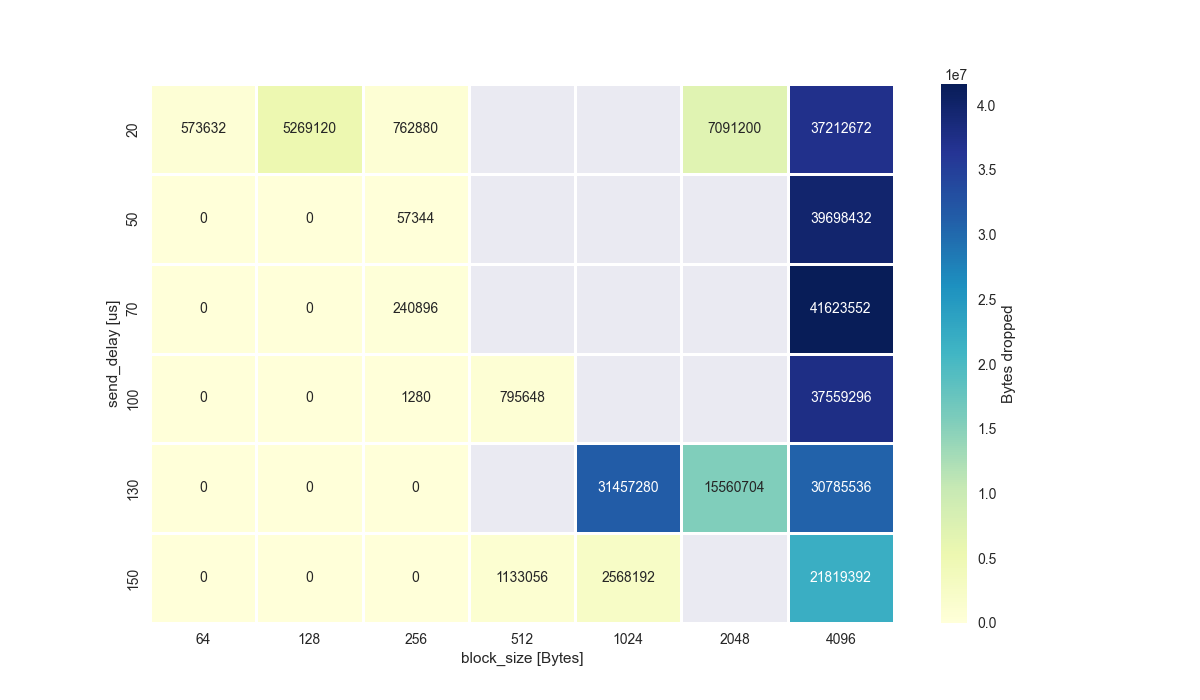 1e7
20 573632 5269120 762880 7091200 37212672 4.0
3.5
50 0 0 57344 39698432 3.0
70 0 0 240896 41623552 2.5
send_delay [us] Bytes dropped
2.0
100 0 0 1280 795648 37559296 1.5
130 0 0 0 31457280 15560704 30785536 1.0
150 0 0 0 1133056 2568192 21819392 0.5
0.0
64 128 256 512 1024 2048 4096
block_size [Bytes]